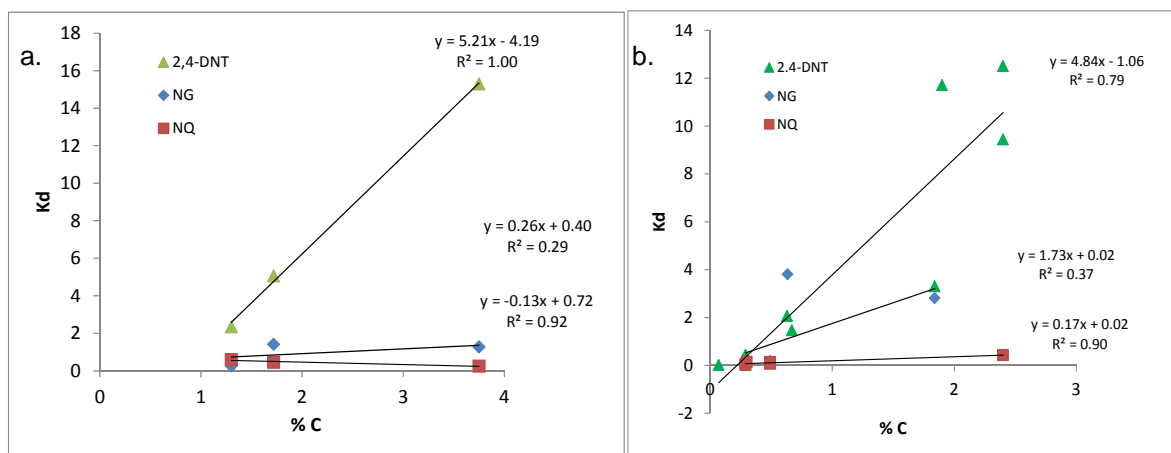 a.
18
16
14
12
10
8
6
4
2
0
Kd
2,4-DNT
NG
NQ
y = 5.21x - 4.19
R² = 1.00
y = 0.26x + 0.40
R² = 0.29
y = -0.13x + 0.72
R² = 0.92
0 1 2 3 4
% C
b.
14
12
10
8
6
4
2
0
-2
Kd
2.4-DNT
NG
NQ
y = 4.84x - 1.06
R² = 0.79
y = 1.73x + 0.02
R² = 0.37
y = 0.17x + 0.02
R² = 0.90
0 1 2 3
% C